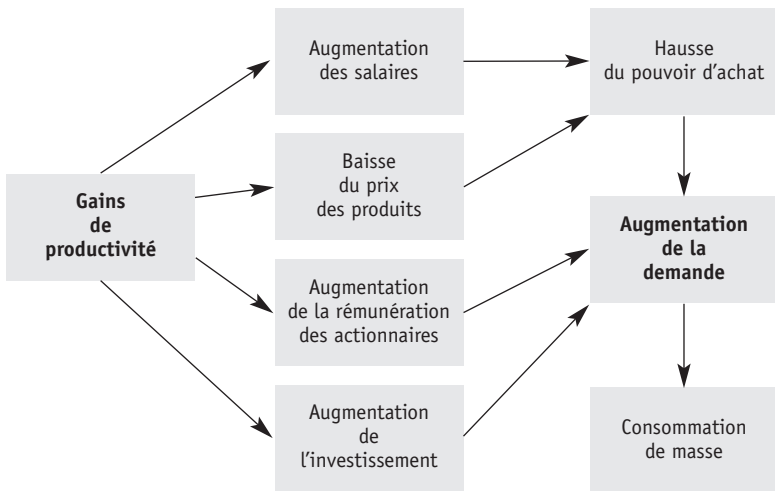 Augmentation
des salaires
Hausse
du pouvoir d'achat
Baisse
du prix
des produits
Gains
de
productivité
Augmentation
de la
demande
Augmentation
de la rémunération
des actionnaires
Augmentation
de
l'investissement
Consommation
de masse